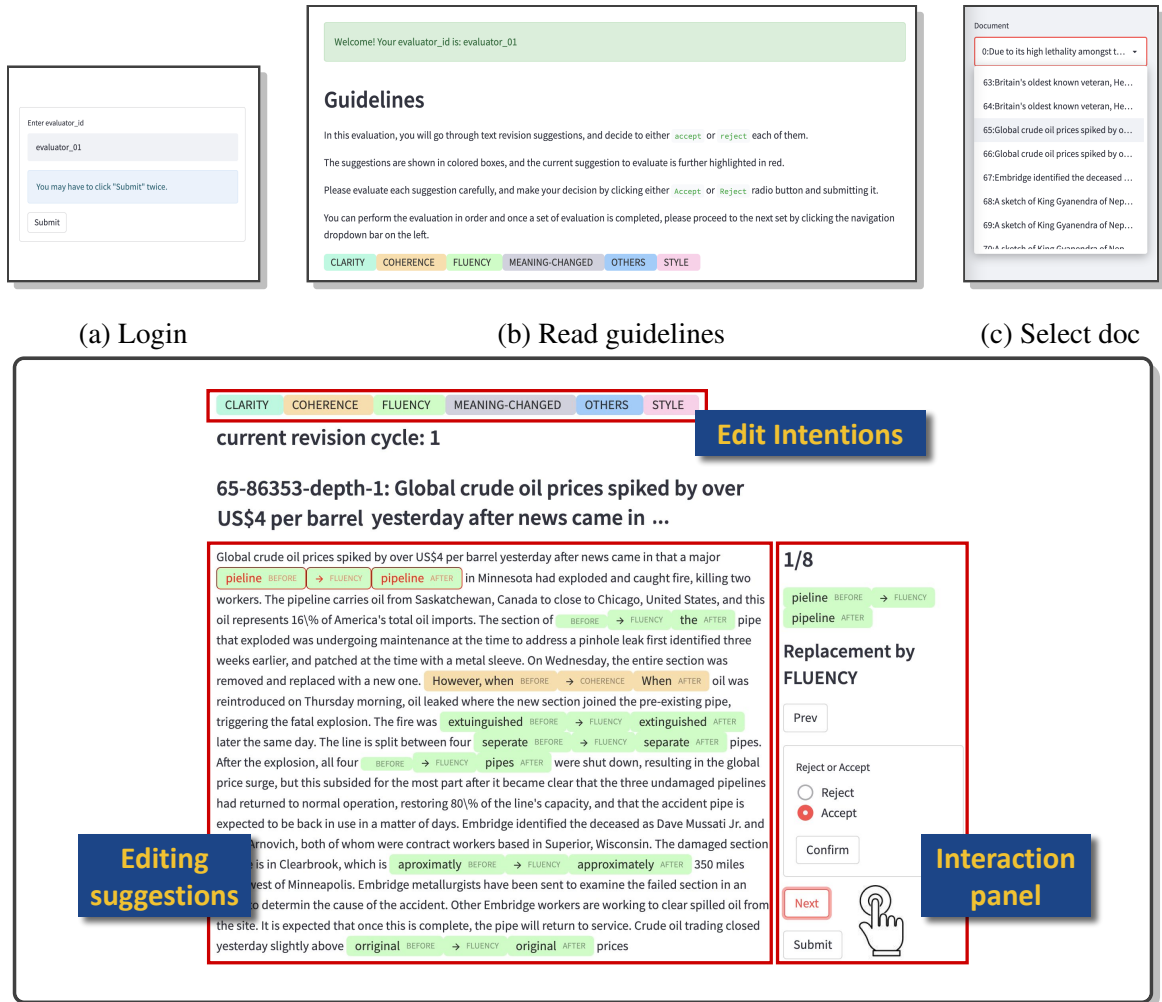 Enter evaluator_id
evaluator_01
You may have to click "Submit" twice.
Submit
(a) Login
Welcome! Your evaluator_id is: evaluator_01
Guidelines
In this evaluation, you will go through text revision suggestions, and decide to either accept or reject each of them.
The suggestions are shown in colored boxes, and the current suggestion to evaluate is further highlighted in red.
Please evaluate each suggestion carefully, and make your decision by clicking either Accept or Reject radio button and submitting it.
You can perform the evaluation in order and once a set of evaluation is completed, please proceed to the next set by clicking the navigation
dropdown bar on the left.
CLARITY COHERENCE FLUENCY MEANING-CHANGED OTHERS STYLE
(b) Read guidelines
Document
0:Due to its high lethality amongst t...
63:Britain's oldest known veteran, He...
64:Britain's oldest known veteran, He...
65:Global crude oil prices spiked by o...
66:Global crude oil prices spiked by o...
67:Embridge identified the deceased ...
68:A sketch of King Gyanendra of Nep...
69:A sketch of King Gyanendra of Nep...
70:A sketch of King Gyanendra of Nep
(c) Select doc
CLARITY COHERENCE FLUENCY MEANING-CHANGED OTHERS STYLE
Edit Intentions
current revision cycle: 1
65-86353-depth-1: Global crude oil prices spiked by over
US$4 per barrel yesterday after news came in ...
Global crude oil prices spiked by over US$4 per barrel yesterday after news came in that a major
pieline BEFORE → FLUENCY pipeline AFTER in Minnesota had exploded and caught fire, killing two
workers. The pipeline carries oil from Saskatchewan, Canada to close to Chicago, United States, and this
oil represents 16\% of America's total oil imports. The section of BEFORE → FLUENCY the AFTER pipe
that exploded was undergoing maintenance at the time to address a pinhole leak first identified three
weeks earlier, and patched at the time with a metal sleeve. On Wednesday, the entire section was
removed and replaced with a new one. However, when BEFORE → COHERENCE When AFTER oil was
reintroduced on Thursday morning, oil leaked where the new section joined the pre-existing pipe,
triggering the fatal explosion. The fire was extuinguished BEFORE → FLUENCY extinguished AFTER
later the same day. The line is split between four seperate BEFORE → FLUENCY separate AFTER pipes.
After the explosion, all four BEFORE → FLUENCY pipes AFTER were shut down, resulting in the global
price surge, but this subsided for the most part after it became clear that the three undamaged pipelines
had returned to normal operation, restoring 80\% of the line's capacity, and that the accident pipe is
expected to be back in use in a matter of days. Embridge identified the deceased as Dave Mussati Jr. and
Arnovich, both of whom were contract workers based in Superior, Wisconsin. The damaged section
is in Clearbrook, which is aproximatly BEFORE → FLUENCY approximately AFTER 350 miles
west of Minneapolis. Embridge metallurgists have been sent to examine the failed section in an
determin the cause of the accident. Other Embridge workers are working to clear spilled oil from
the site. It is expected that once this is complete, the pipe will return to service. Crude oil trading closed
yesterday slightly above orriginal BEFORE → FLUENCY original AFTER prices
Editing
suggestions
1/8
pieline BEFORE → FLUENCY
pipeline AFTER
Replacement by
FLUENCY
Prev
Reject or Accept
Reject
Accept
Confirm
Next
Submit
Interaction
panel